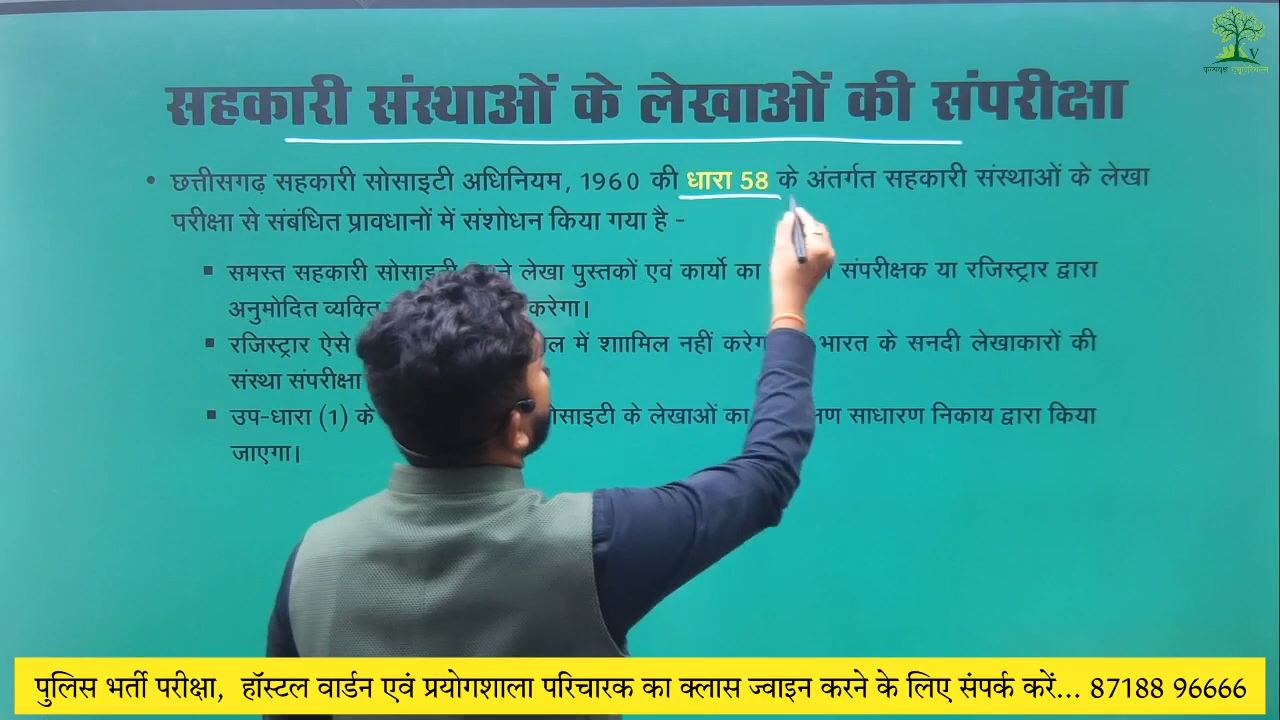 सहकारी संस्थाओं के लेखाओं की संपरीक्षा
• छत्तीसगढ़ सहकारी सोसाइटी अधिनियम, 1960 की धारा 58 के अंतर्गत सहकारी संस्थाओं के लेखा
परीक्षा से संबंधित प्रावधानों में संशोधन किया गया है -
▪ समस्त सहकारी सोसाइटी लेखा पुस्तकों एवं कार्यो का संपरीक्षक या रजिस्ट्रार द्वारा
अनुमोदित व्यक्ति करेगा।
▪ रजिस्ट्रार ऐसे में शाामिल नहीं भारत के सनदी लेखाकारों की
संस्था संपरीक्षा
▪ उप-धारा (1) के के लेखाओं का साधारण निकाय द्वारा किया
जाएगा।
पुलिस भर्ती परीक्षा, हॉस्टल वार्डन एवं प्रयोगशाला परिचारक का क्लास ज्वाइन करने के लिए संपर्क करें... 87188 96666